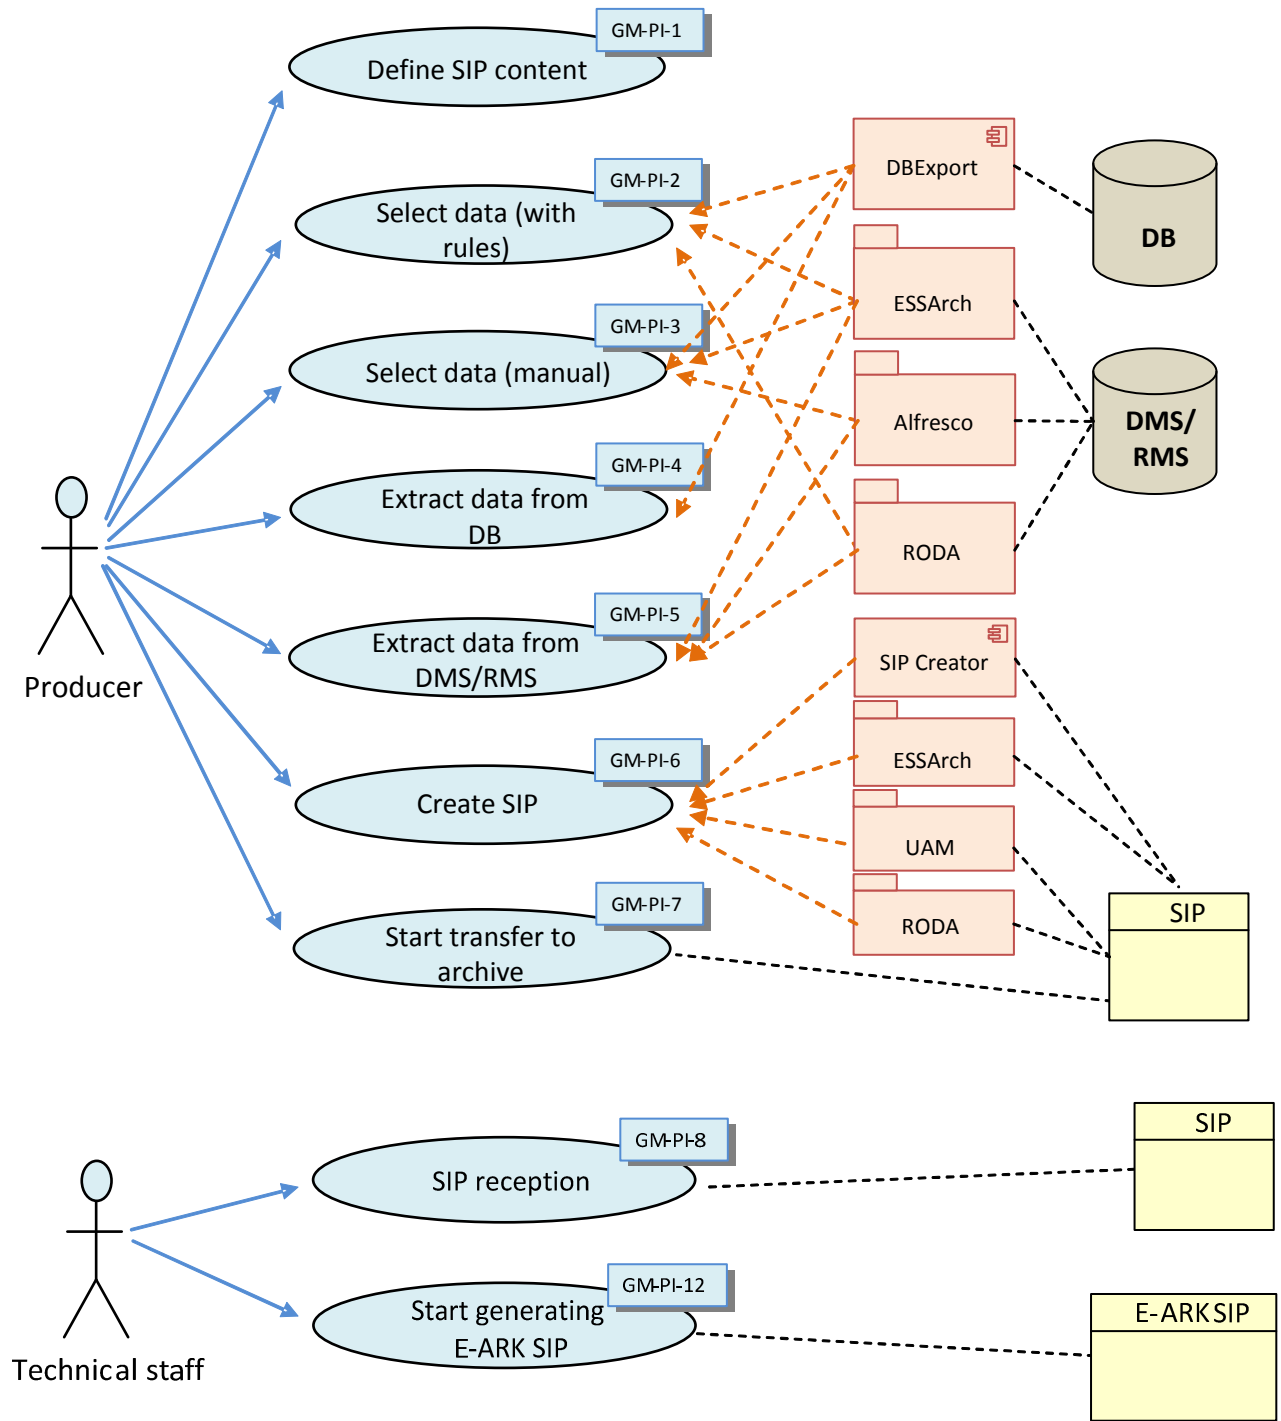 GM-PI-1
Define SIP content
GM-PI-2
Select data (with
rules)
DBExport
DB
GM-PI-3
Select data (manual)
ESSArch
Alfresco
DMS/
RMS
GM-PI-4
Extract data from
DB
RODA
Producer
GM-PI-5
Extract data from
DMS/RMS
SIP Creator
GM-PI-6
Create SIP
ESSArch
UAM
GM-PI-7
Start transfer to
archive
RODA
SIP
GM-PI-8
SIP reception
SIP
Technical staff
GM-PI-12
Start generating
E-ARK SIP
E-ARK SIP